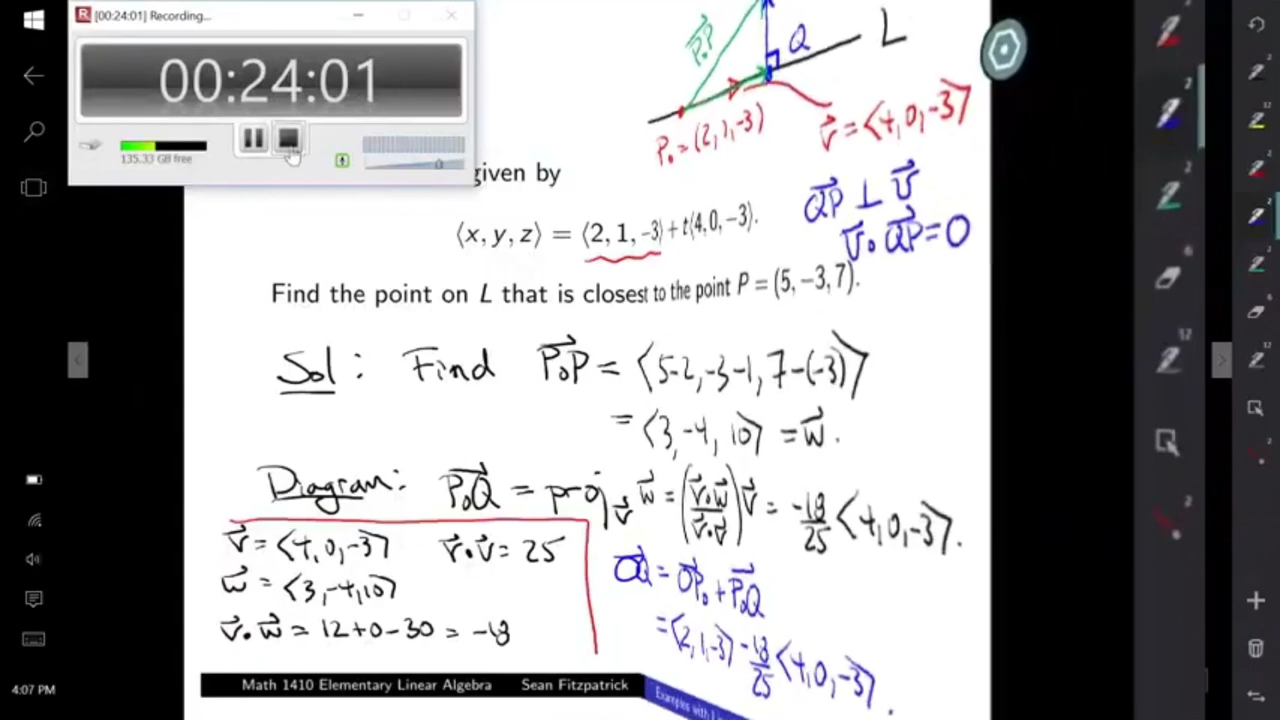 [00:24:01] Recording...
00:24:01
135.33 GB free
P₀P
Q
L
P₀ = (2, 1, -3)
v = ⟨4, 0, -3⟩
given by
QP ⊥ v
v • QP = 0
⟨x, y, z⟩ = ⟨2, 1, -3⟩ + t⟨4, 0, -3⟩.
Find the point on L that is closest to the point P = (5, -3, 7).
Sol: Find P₀P = ⟨5-2, -3-1, 7-(-3)⟩
= ⟨3, -4, 10⟩ = w.
Diagram: P₀Q = proj_v w = (v•w / v•v) v = -18/25 ⟨4, 0, -3⟩.
v = ⟨4, 0, -3⟩ v•v = 25
w = ⟨3, -4, 10⟩
v•w = 12+0-30 = -18
OQ = OP₀ + P₀Q
= ⟨2, 1, -3⟩ - 18/25 ⟨4, 0, -3⟩.
Math 1410 Elementary Linear Algebra Sean Fitzpatrick
Examples with
4:07 PM